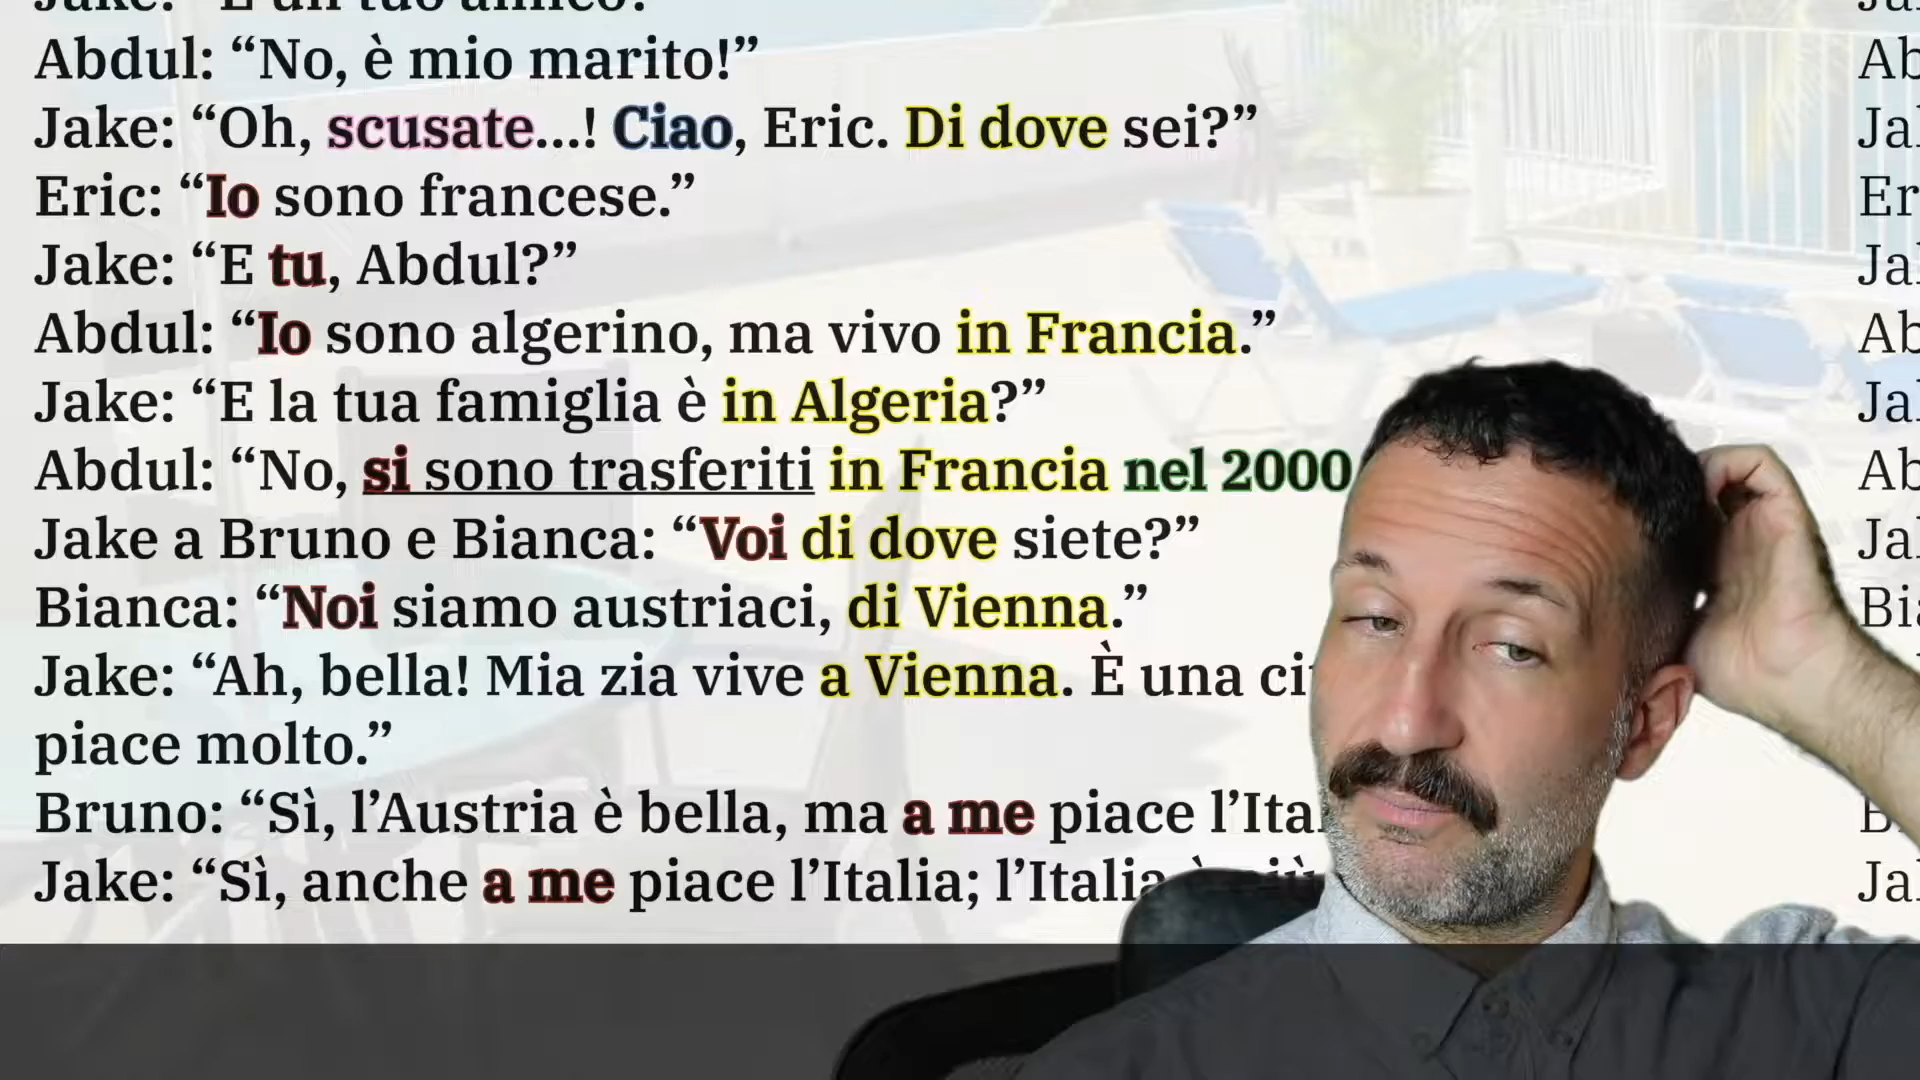 Jake: “È un tuo amico?”
Abdul: “No, è mio marito!”
Jake: “Oh, scusate...! Ciao, Eric. Di dove sei?”
Eric: “Io sono francese.”
Jake: “E tu, Abdul?”
Abdul: “Io sono algerino, ma vivo in Francia.”
Jake: “E la tua famiglia è in Algeria?”
Abdul: “No, si sono trasferiti in Francia nel 2000
Jake a Bruno e Bianca: “Voi di dove siete?”
Bianca: “Noi siamo austriaci, di Vienna.”
Jake: “Ah, bella! Mia zia vive a Vienna. È una
piace molto.”
Bruno: “Sì, l’Austria è bella, ma a me piace
Jake: “Sì, anche a me piace l’Italia; l’Italia